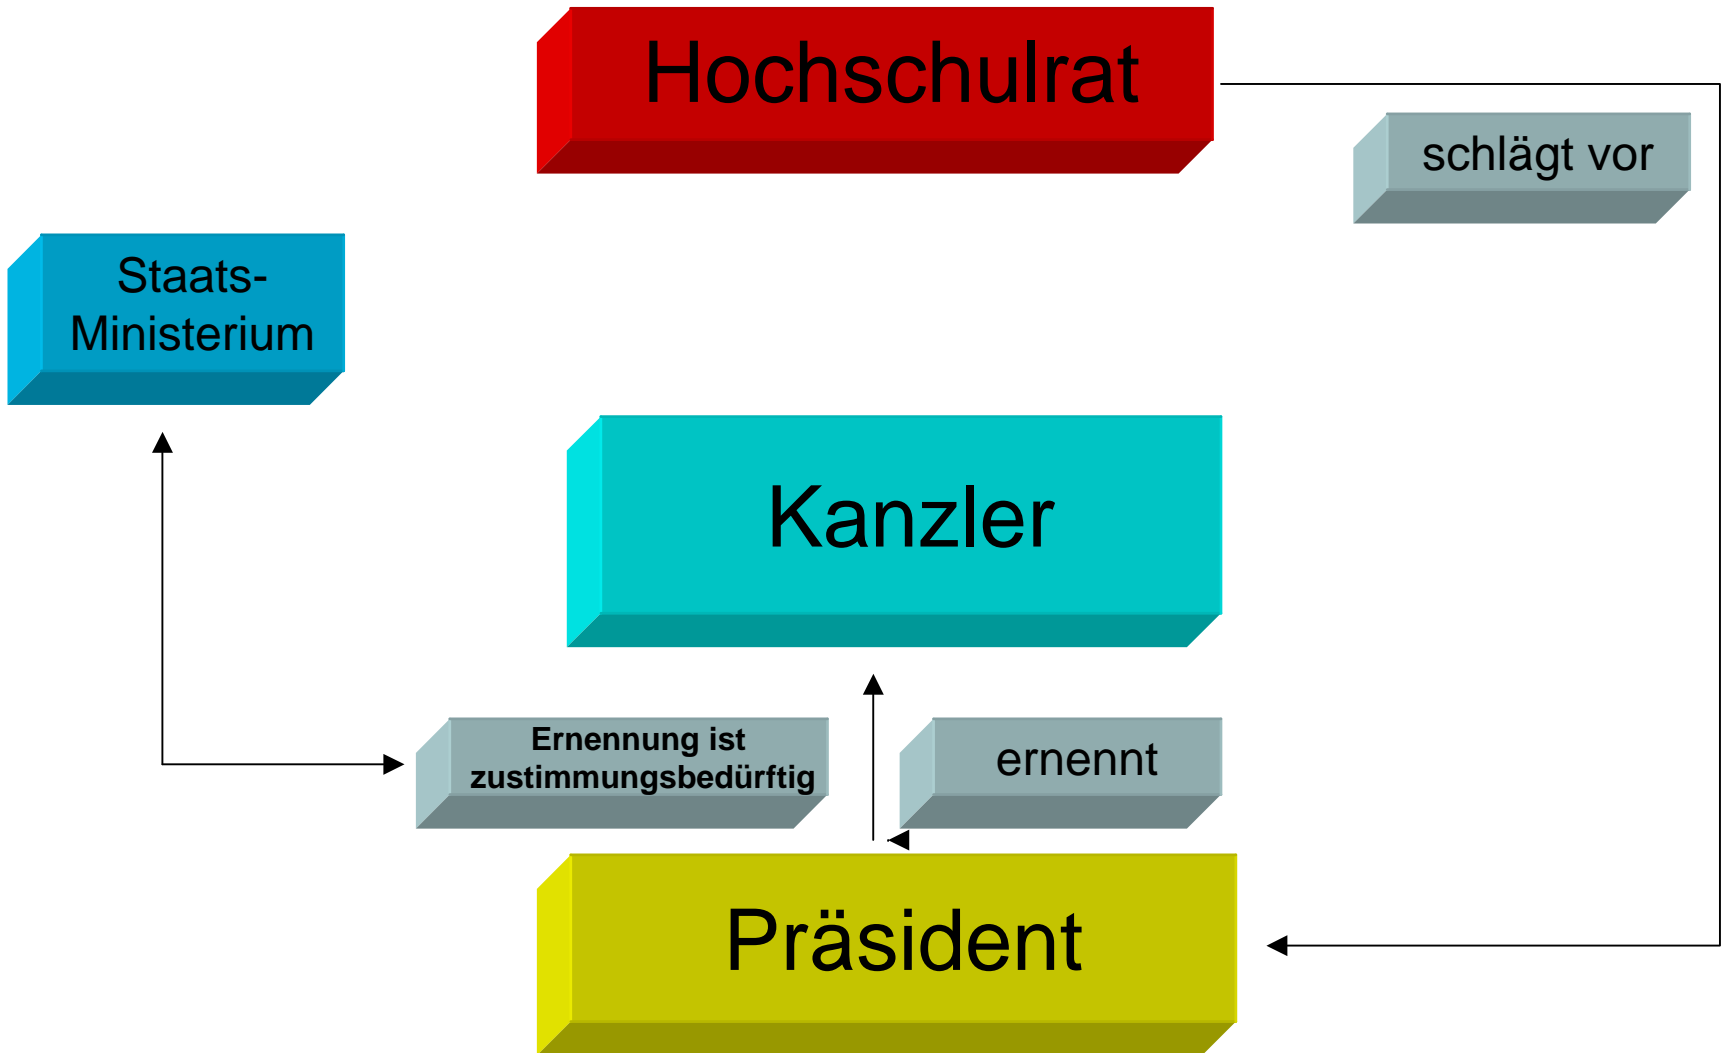 Hochschulrat
schlägt vor
Staats-
Ministerium
Kanzler
Ernennung ist
zustimmungsbedürftig
ernennt
Präsident